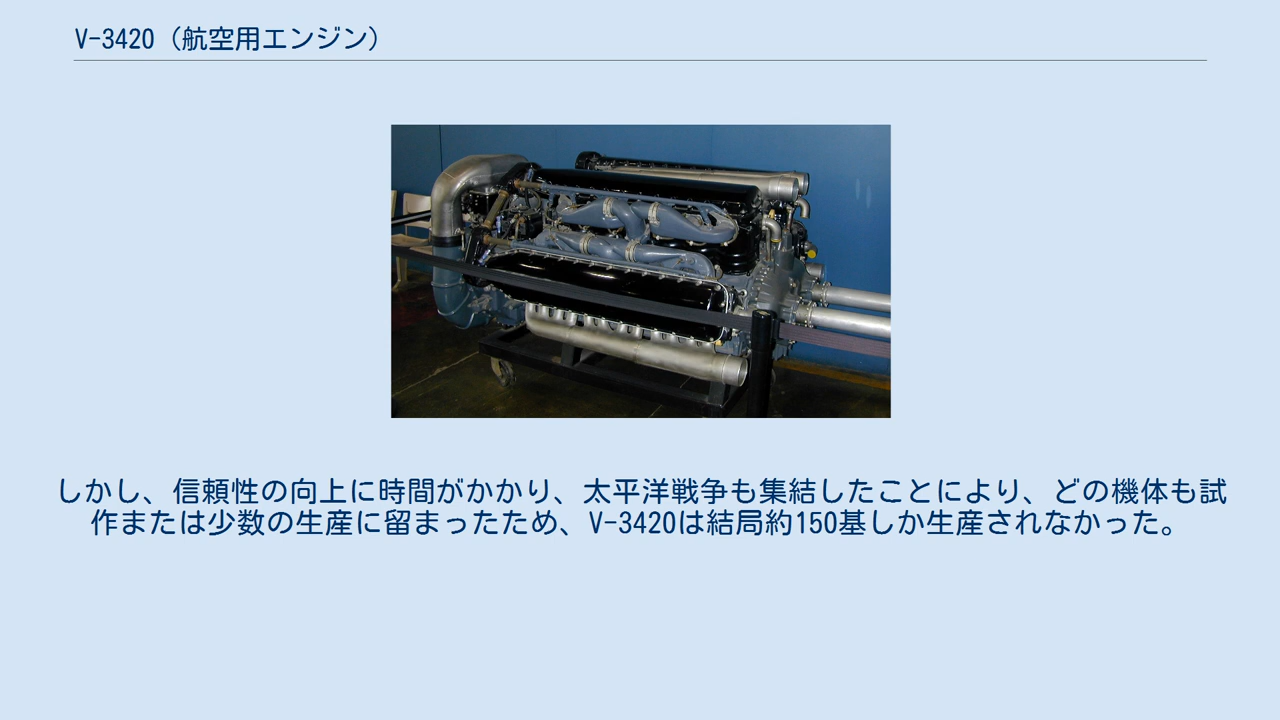 V-3420（航空用エンジン）
しかし、信頼性の向上に時間がかかり、太平洋戦争も集結したことにより、どの機体も試
作または少数の生産に留まったため、V-3420は結局約150基しか生産されなかった。